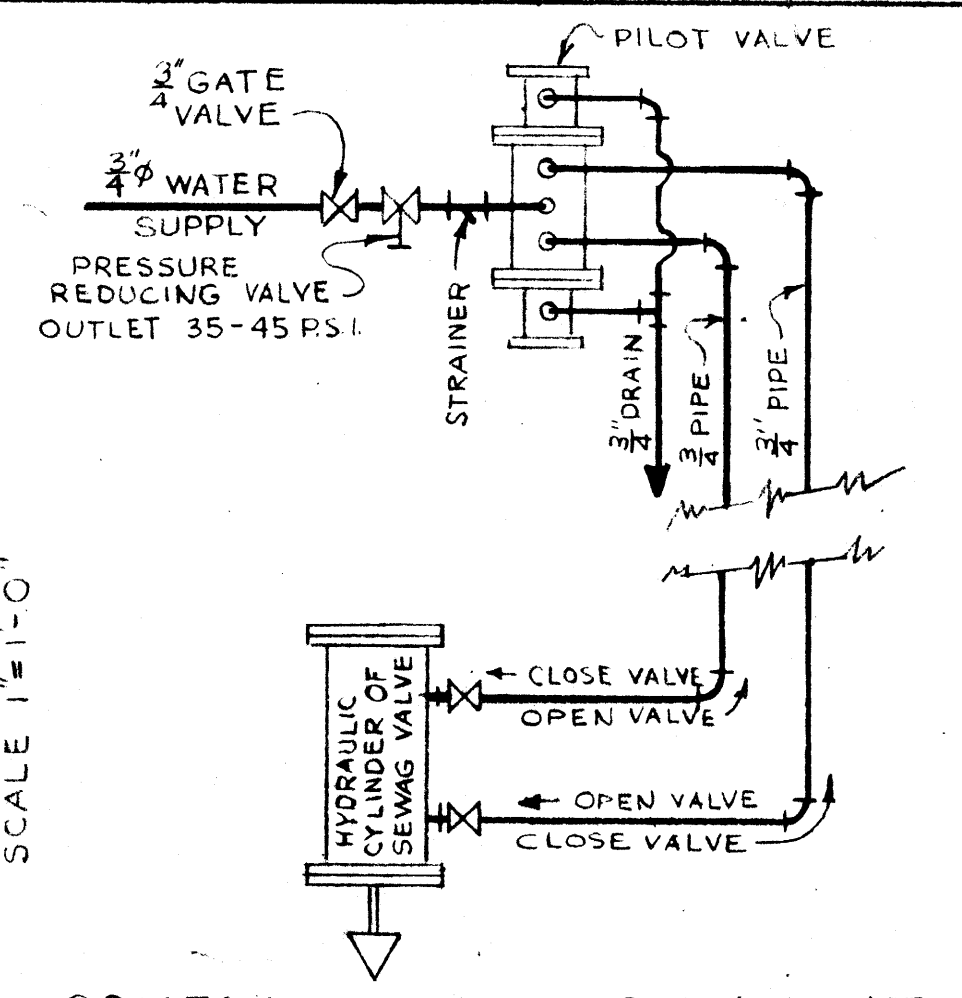 PILOT VALVE
3/4" GATE
VALVE
3/4" ϕ WATER
SUPPLY
PRESSURE
REDUCING VALVE
OUTLET 35-45 P.S.I.
STRAINER
3/4" DRAIN
3/4 PIPE
3/4" PIPE
SCALE 1"=1'-0"
HYDRAULIC
CYLINDER OF
SEWAG VALVE
CLOSE VALVE
OPEN VALVE
OPEN VALVE
CLOSE VALVE